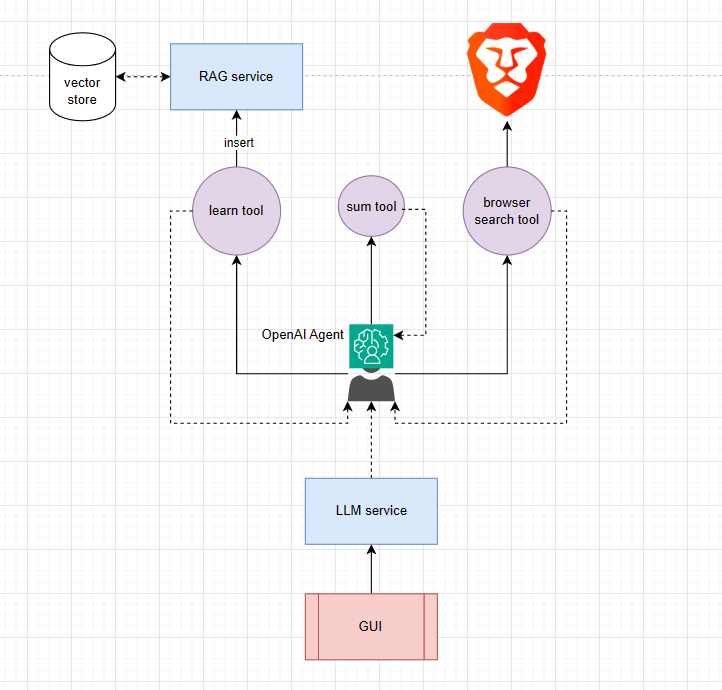 vector
store
RAG service
insert
learn tool
sum tool
browser
search tool
OpenAI Agent
LLM service
GUI